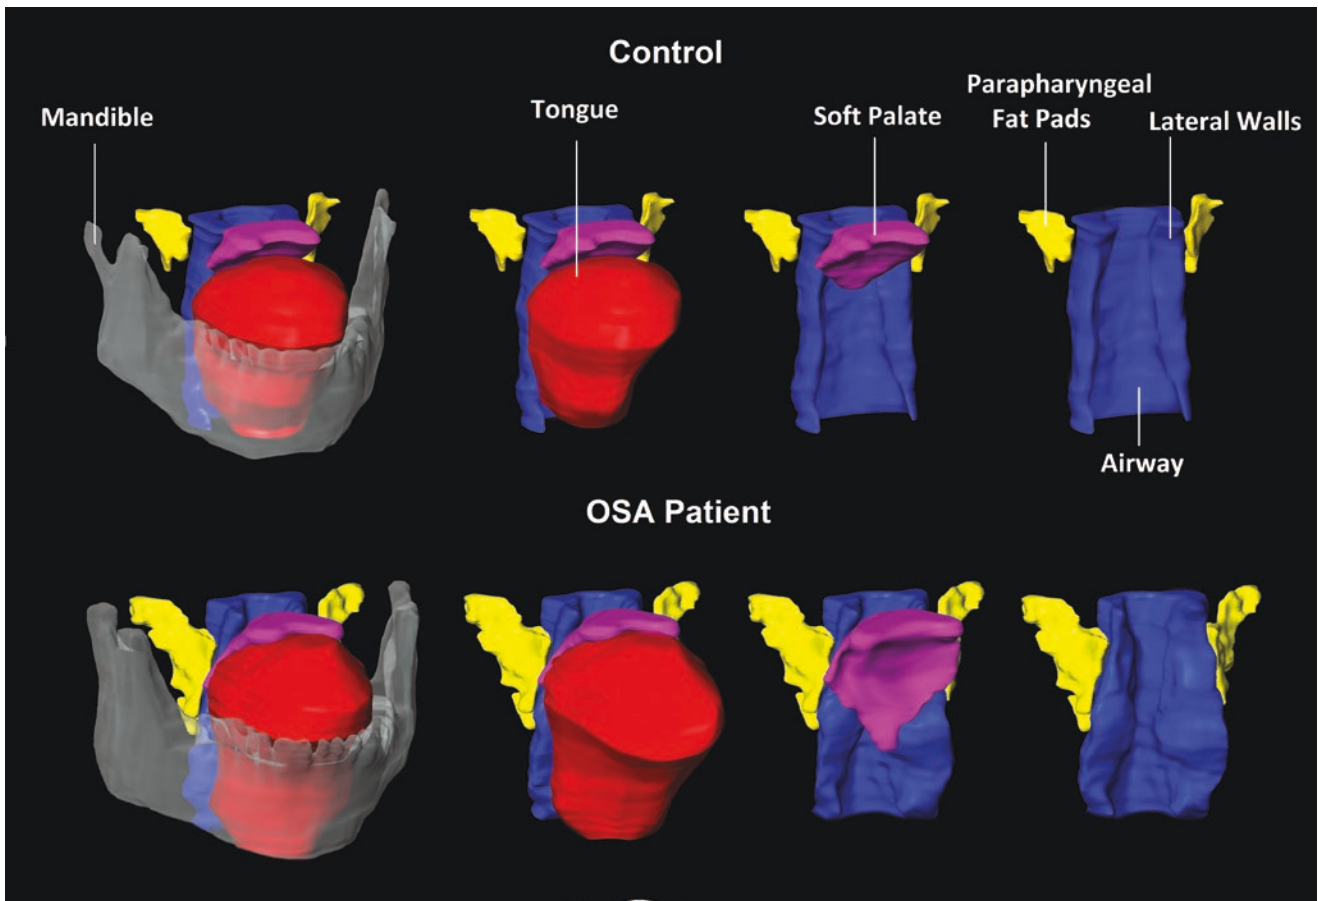 Control
Mandible
Tongue
Soft Palate
Parapharyngeal
Fat Pads
Lateral Walls
Airway
OSA Patient